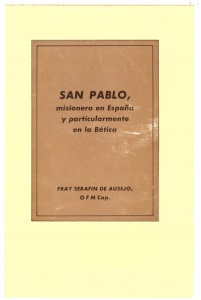 SAN PABLO,
misionero en España
y particularmente
en la Bética
FRAY SERAFIN DE AUSEJO,
O F M Cap.